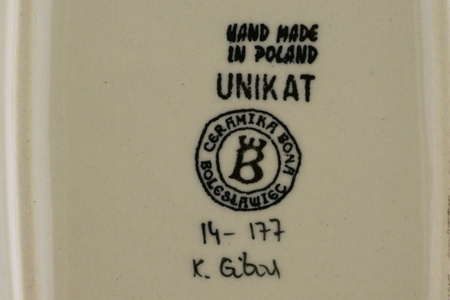 HAND MADE
IN POLAND
UNIKAT
CERAMIKA BONA
B
BOLESŁAWIEC
14-177
K.